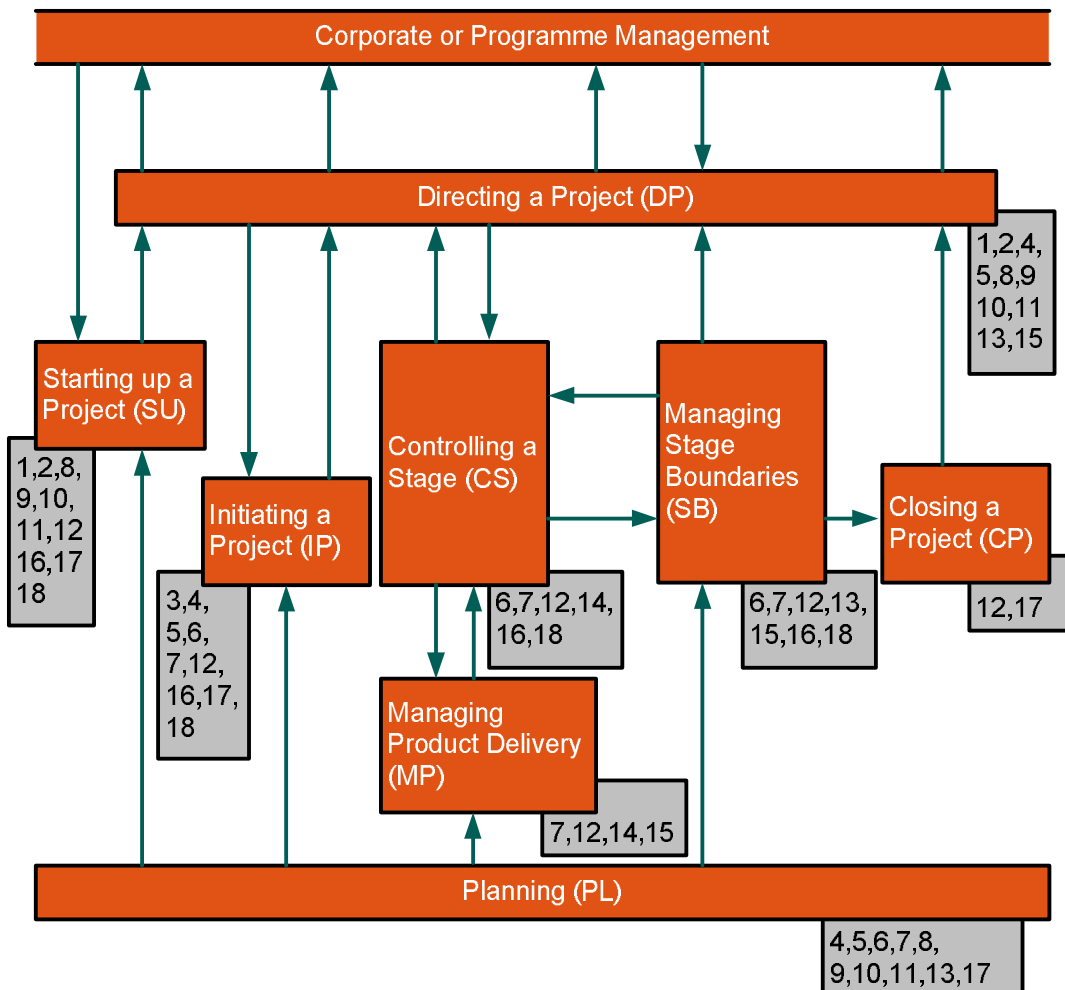 Corporate or Programme Management
Directing a Project (DP)
1,2,4,
5,8,9
10,11
13,15
Starting up a
Project (SU)
1,2,8,
9,10,
11,12
16,17
18
Initiating a
Project (IP)
3,4,
5,6,
7,12,
16,17,
18
Controlling a
Stage (CS)
6,7,12,14,
16,18
Managing
Stage
Boundaries
(SB)
6,7,12,13,
15,16,18
Closing a
Project (CP)
12,17
Managing
Product Delivery
(MP)
7,12,14,15
Planning (PL)
4,5,6,7,8,
9,10,11,13,17